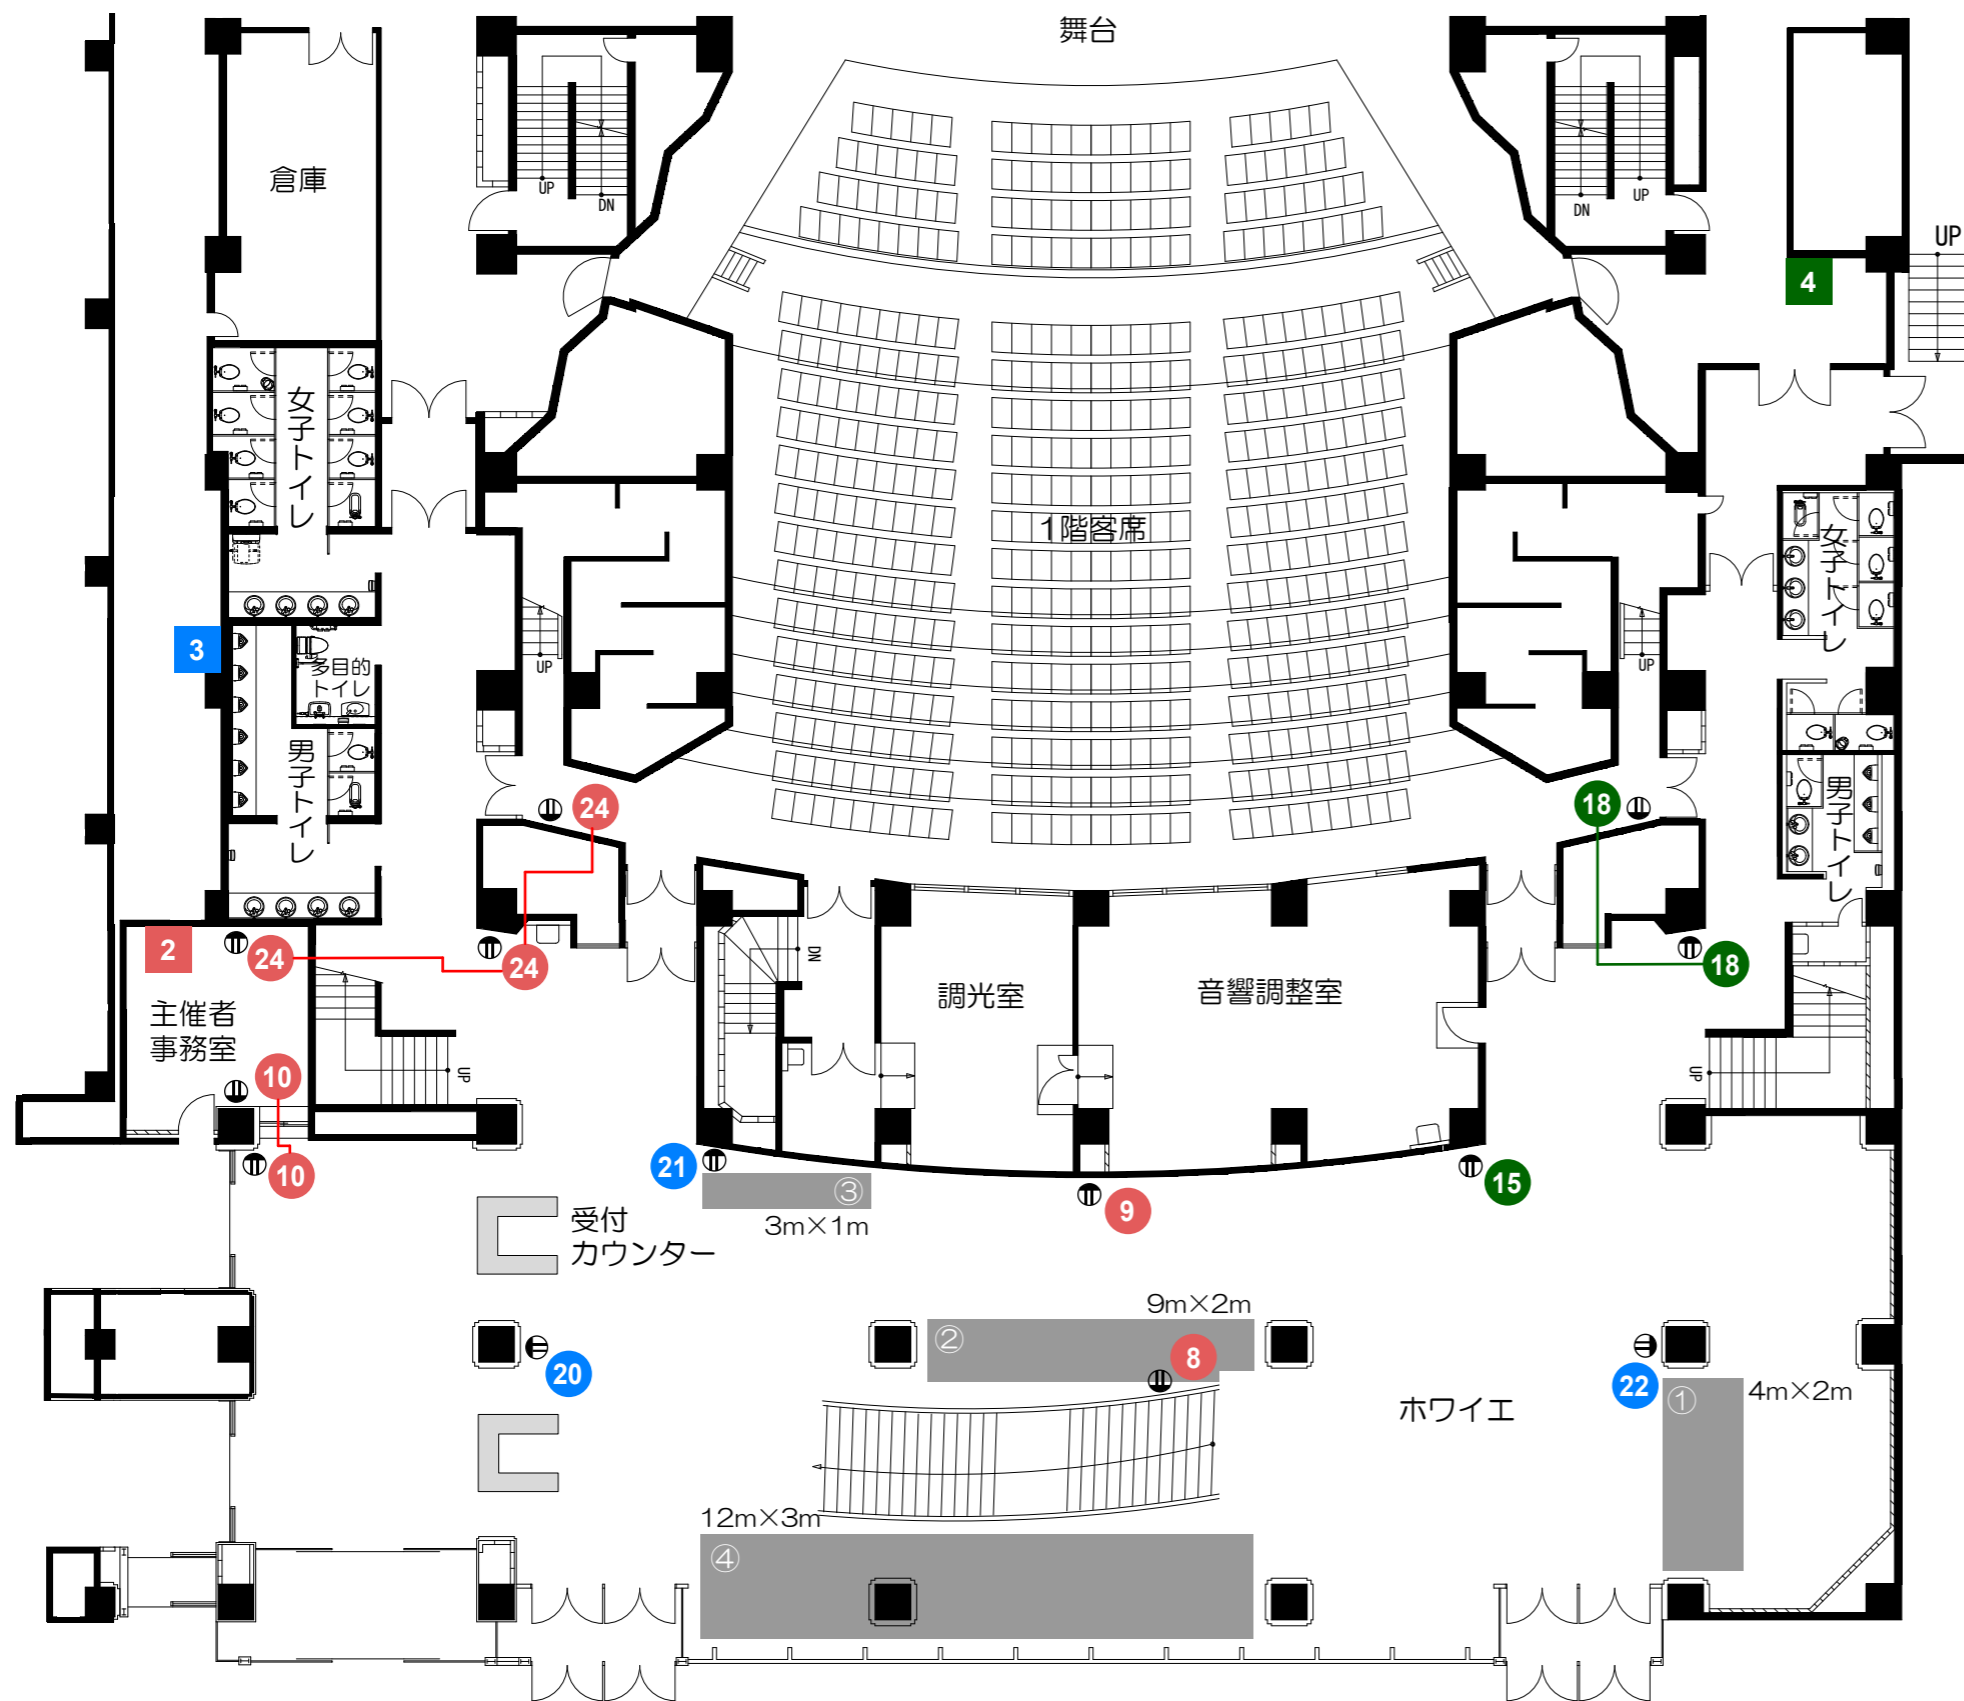 舞台
倉庫
UP
DN
DN
UP
UP
4
女子トイレ
1階客席
女子トイレ
3
多目的
トイレ
UP
UP
男子トイレ
男子トイレ
24
18
2
24
24
18
主催者
事務室
DN
調光室
音響調整室
UP
UP
10
10
21
③
3m×1m
9
15
受付
カウンター
9m×2m
②
8
20
22
①
4m×2m
ホワイエ
12m×3m
④